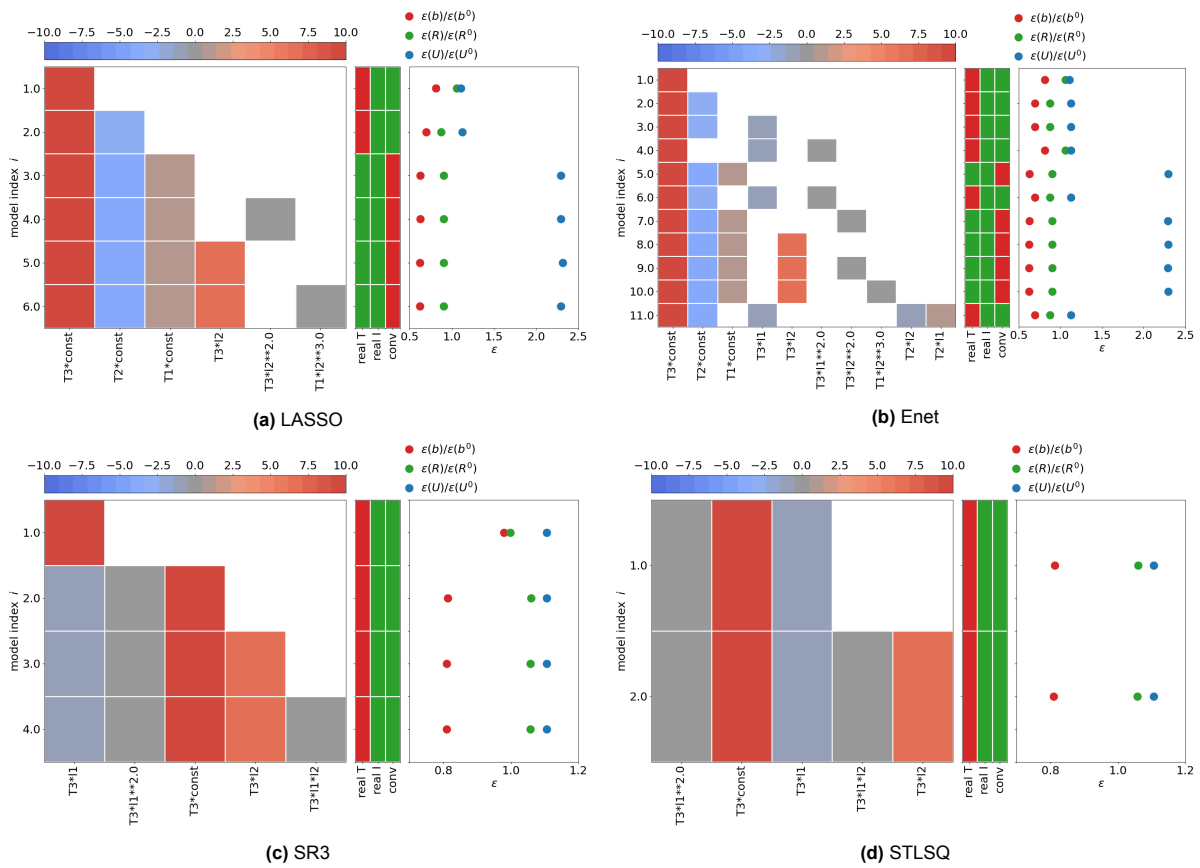 ε(b)/ε(b⁰)
ε(R)/ε(R⁰)
ε(U)/ε(U⁰)
−10.0 −7.5 −5.0 −2.5 0.0 2.5 5.0 7.5 10.0
model index i
1.0
2.0
3.0
4.0
5.0
6.0
0.5 1.0 1.5 2.0 2.5
ε
T3*const
T2*const
T1*const
T3*I2
T3*I2**2.0
T1*I2**3.0
real T
real I
conv
(a) LASSO
ε(b)/ε(b⁰)
ε(R)/ε(R⁰)
ε(U)/ε(U⁰)
−10.0 −7.5 −5.0 −2.5 0.0 2.5 5.0 7.5 10.0
model index i
1.0
2.0
3.0
4.0
5.0
6.0
7.0
8.0
9.0
10.0
11.0
0.5 1.0 1.5 2.0 2.5
ε
T3*const
T2*const
T1*const
T3*I1
T3*I2
T3*I1**2.0
T3*I2**2.0
T1*I2**3.0
T2*I2
T2*I1
real T
real I
conv
(b) Enet
ε(b)/ε(b⁰)
ε(R)/ε(R⁰)
ε(U)/ε(U⁰)
−10.0 −7.5 −5.0 −2.5 0.0 2.5 5.0 7.5 10.0
model index i
1.0
2.0
3.0
4.0
0.8 1.0 1.2
ε
T3*I1
T3*I1**2.0
T3*const
T3*I2
T3*I1*I2
real T
real I
conv
(c) SR3
ε(b)/ε(b⁰)
ε(R)/ε(R⁰)
ε(U)/ε(U⁰)
−10.0 −7.5 −5.0 −2.5 0.0 2.5 5.0 7.5 10.0
model index i
1.0
2.0
0.8 1.0 1.2
ε
T3*I1**2.0
T3*const
T3*I1
T3*I1*I2
T3*I2
real T
real I
conv
(d) STLSQ